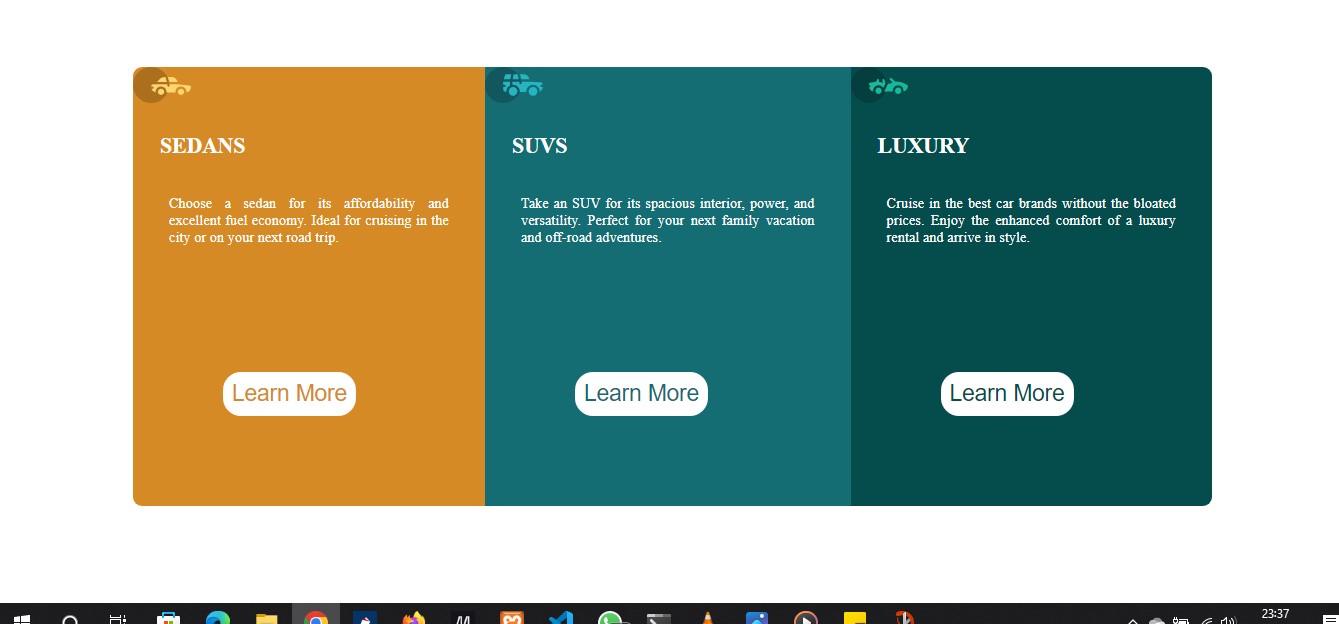 SEDANS
Choose a sedan for its affordability and
excellent fuel economy. Ideal for cruising in the
city or on your next road trip.
Learn More
SUVS
Take an SUV for its spacious interior, power, and
versatility. Perfect for your next family vacation
and off-road adventures.
Learn More
LUXURY
Cruise in the best car brands without the bloated
prices. Enjoy the enhanced comfort of a luxury
rental and arrive in style.
Learn More
23:37